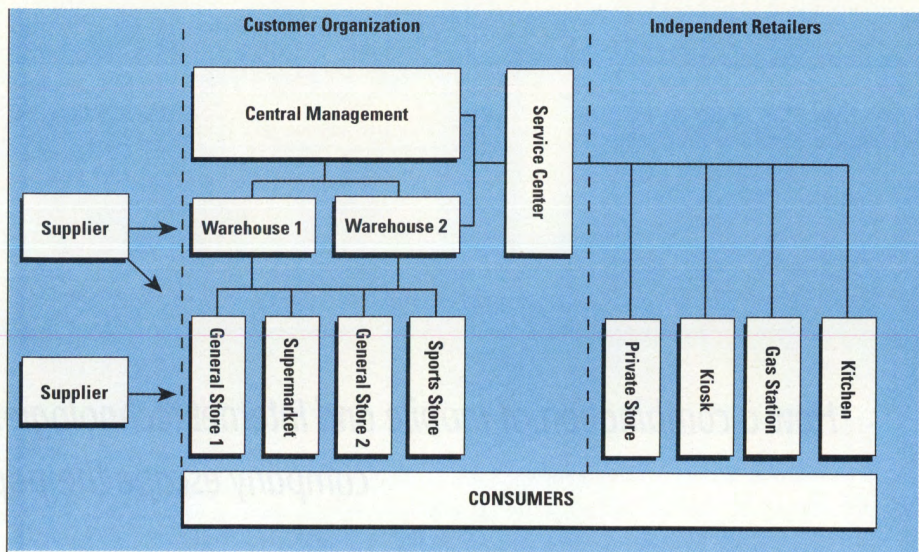 Customer Organization
Independent Retailers
Central Management
Service Center
Supplier
Warehouse 1
Warehouse 2
Supplier
General Store 1
Supermarket
General Store 2
Sports Store
Private Store
Kiosk
Gas Station
Kitchen
CONSUMERS